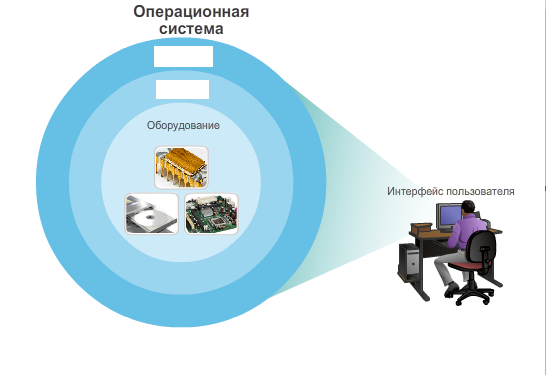 Операционная
система
Оборудование
Интерфейс пользователя